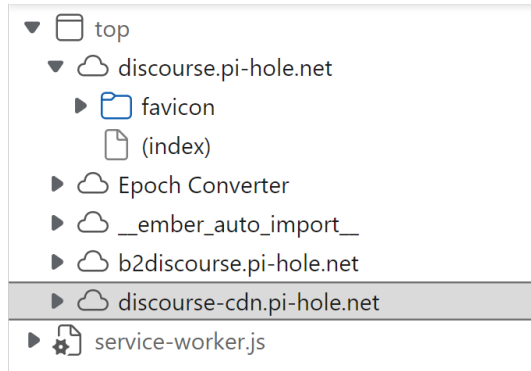 top
discourse.pi-hole.net
favicon
(index)
Epoch Converter
__ember_auto_import__
b2discourse.pi-hole.net
discourse-cdn.pi-hole.net
service-worker.js